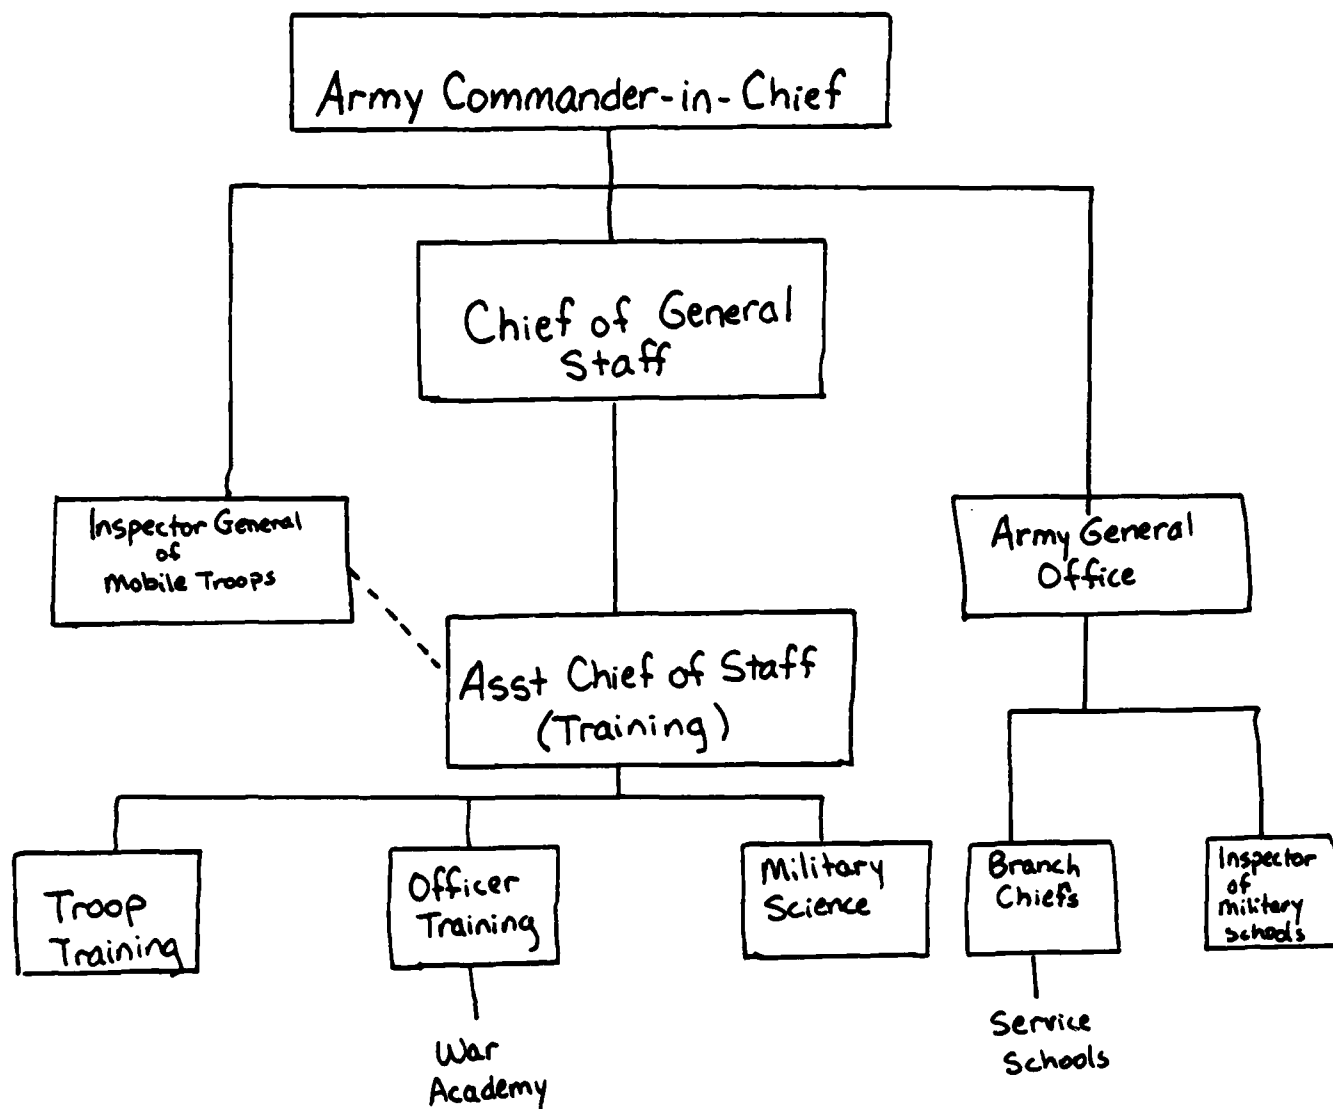 Army Commander-in-Chief
Chief of General
Staff
Inspector General
of
Mobile Troops
Army General
Office
Asst Chief of Staff
(Training)
Troop
Training
Officer
Training
Military
Science
Branch
Chiefs
Inspector
of
Military
Schools
War
Academy
Service
Schools